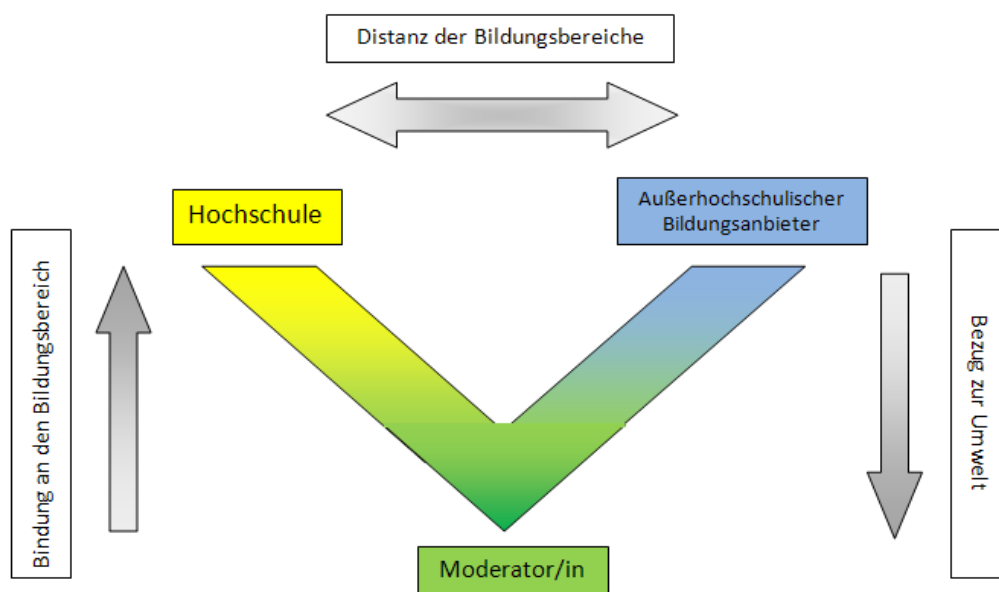 Distanz der Bildungsbereiche
Hochschule
Außerhochschulischer
Bildungsanbieter
Bindung an den Bildungsbereich
Bezug zur Umwelt
Moderator/in